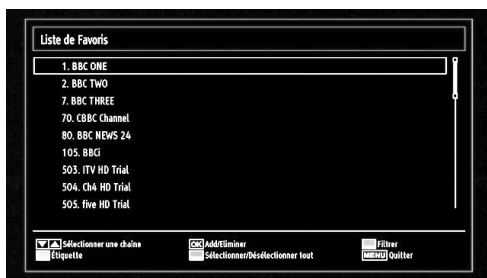 Liste de Favoris
1. BBC ONE
2. BBC TWO
7. BBC THREE
70. CBBC Channel
80. BBC NEWS 24
105. BBCi
503. ITV HD Trial
504. Ch4 HD Trial
505. five HD Trial
Sélectionner une chaîne OK Add/Eliminer Filtrer
Étiquette Sélectionner/Désélectionner tout MENU Quitter